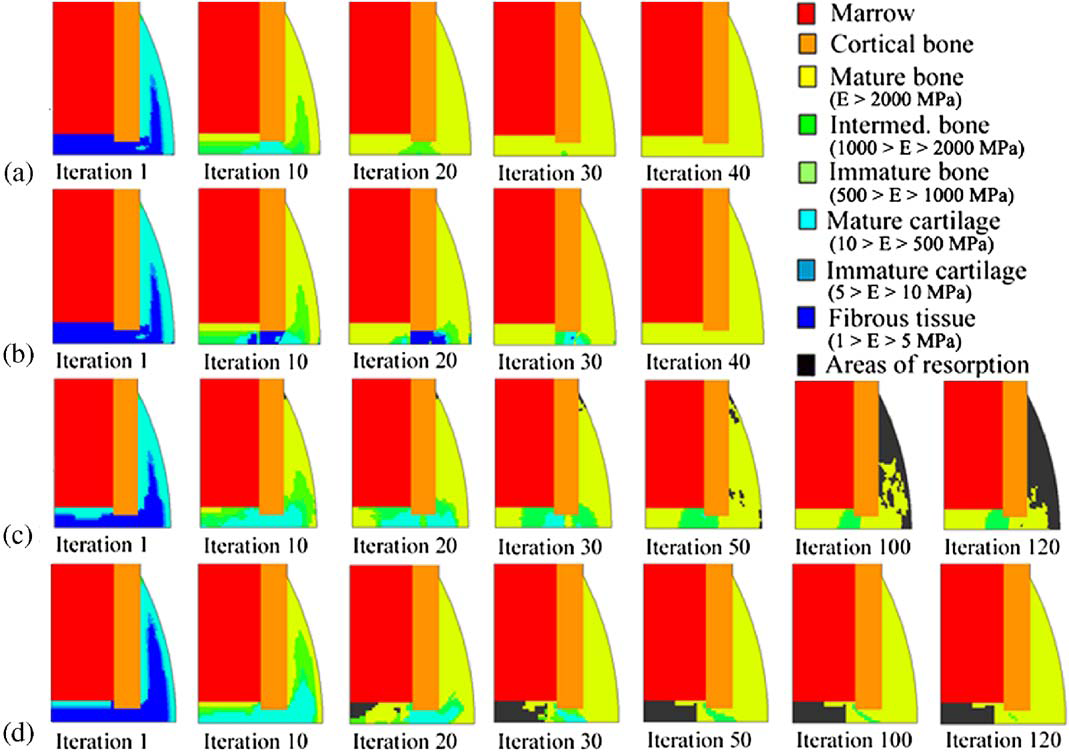 Marrow
Cortical bone
Mature bone
(E > 2000 MPa)
Intermed. bone
(1000 > E > 2000 MPa)
Immature bone
(500 > E > 1000 MPa)
Mature cartilage
(10 > E > 500 MPa)
Immature cartilage
(5 > E > 10 MPa)
Fibrous tissue
(1 > E > 5 MPa)
Areas of resorption
(a) Iteration 1 Iteration 10 Iteration 20 Iteration 30 Iteration 40
(b) Iteration 1 Iteration 10 Iteration 20 Iteration 30 Iteration 40
(c) Iteration 1 Iteration 10 Iteration 20 Iteration 30 Iteration 50 Iteration 100 Iteration 120
(d) Iteration 1 Iteration 10 Iteration 20 Iteration 30 Iteration 50 Iteration 100 Iteration 120